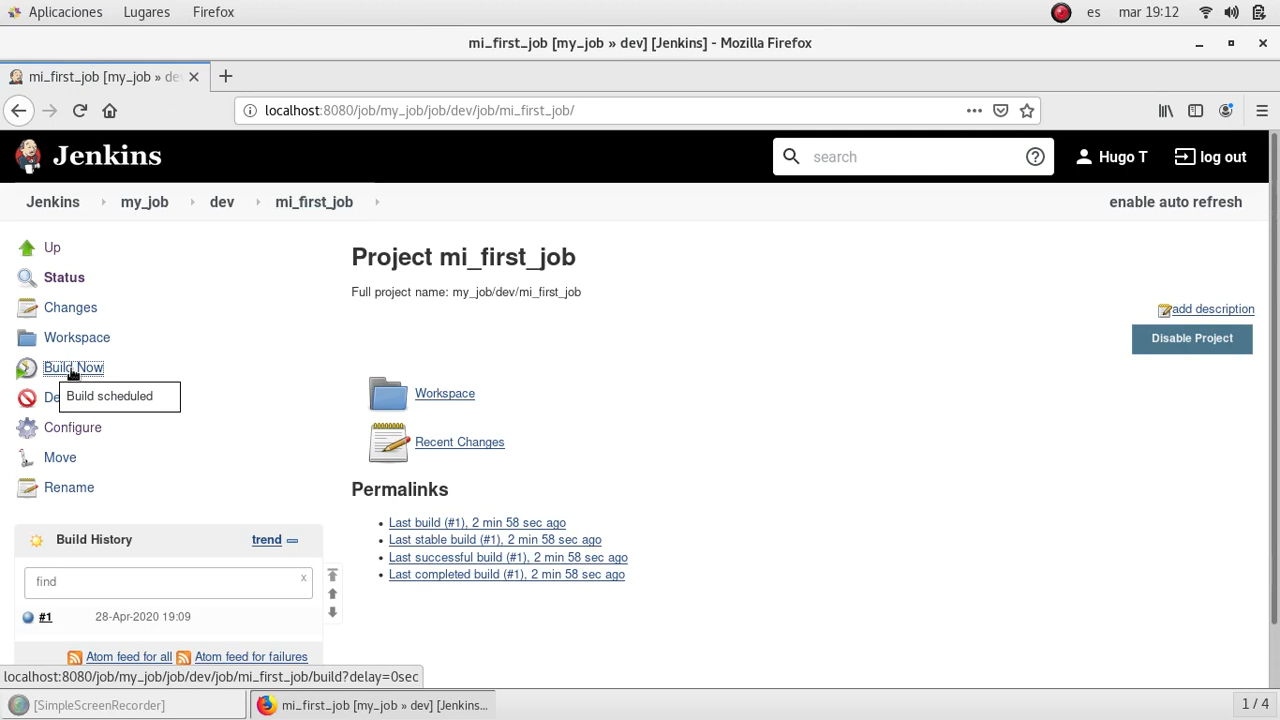 Aplicaciones Lugares Firefox es mar 19:12
mi_first_job [my_job » dev] [Jenkins] - Mozilla Firefox
mi_first_job [my_job » de
localhost:8080/job/my_job/job/dev/job/mi_first_job/
Jenkins search Hugo T log out
Jenkins my_job dev mi_first_job enable auto refresh
Up
Status
Changes
Workspace
Build Now
Build scheduled
De
Configure
Move
Rename
Project mi_first_job
Full project name: my_job/dev/mi_first_job
add description
Disable Project
Workspace
Recent Changes
Permalinks
• Last build (#1), 2 min 58 sec ago
• Last stable build (#1), 2 min 58 sec ago
• Last successful build (#1), 2 min 58 sec ago
• Last completed build (#1), 2 min 58 sec ago
Build History trend
find x
#1 28-Apr-2020 19:09
Atom feed for all Atom feed for failures
localhost:8080/job/my_job/job/dev/job/mi_first_job/build?delay=0sec
[SimpleScreenRecorder] mi_first_job [my_job » dev] [Jenkins... 1 / 4